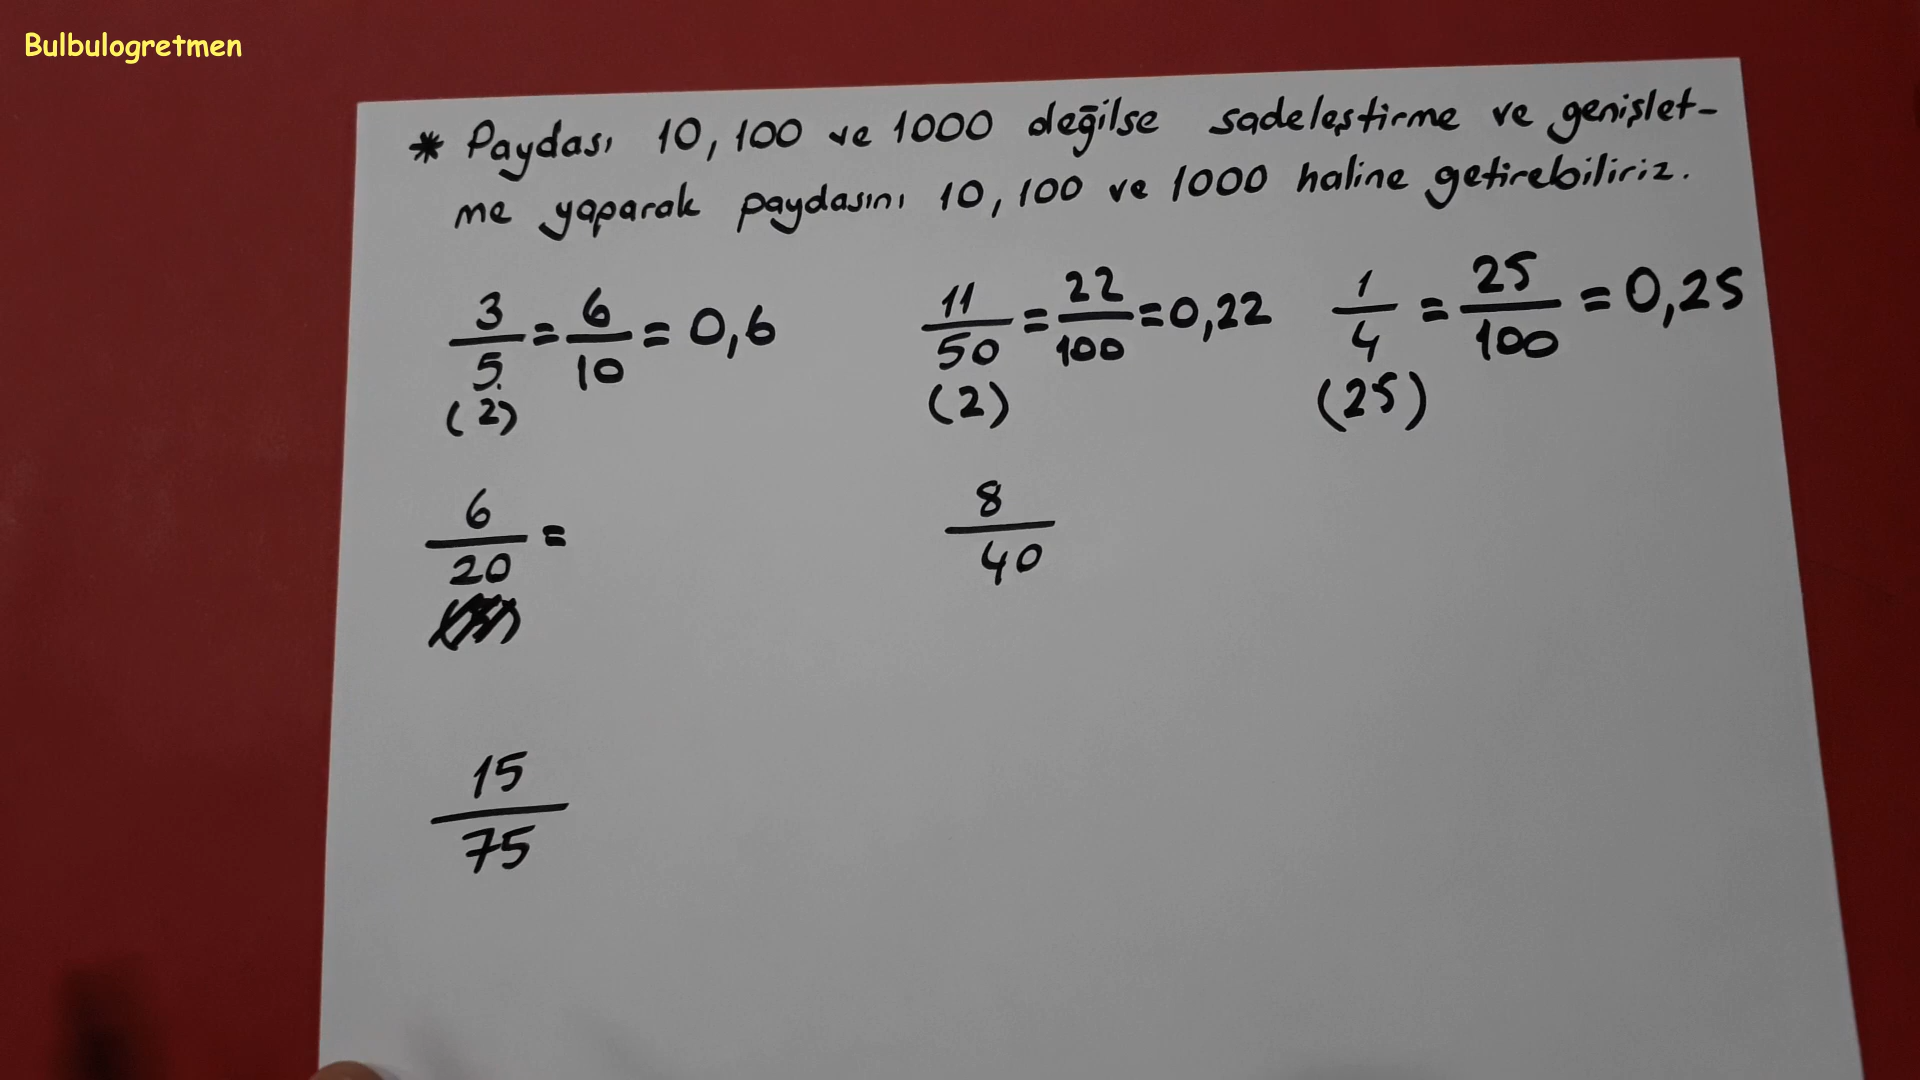 Bulbulogretmen
* Paydası 10, 100 ve 1000 değilse sadeleştirme ve genişlet-
me yaparak paydasını 10, 100 ve 1000 haline getirebiliriz.
3/5 = 6/10 = 0,6
(2)
11/50 = 22/100 = 0,22
(2)
1/4 = 25/100 = 0,25
(25)
6/20 =
8/40
15/75